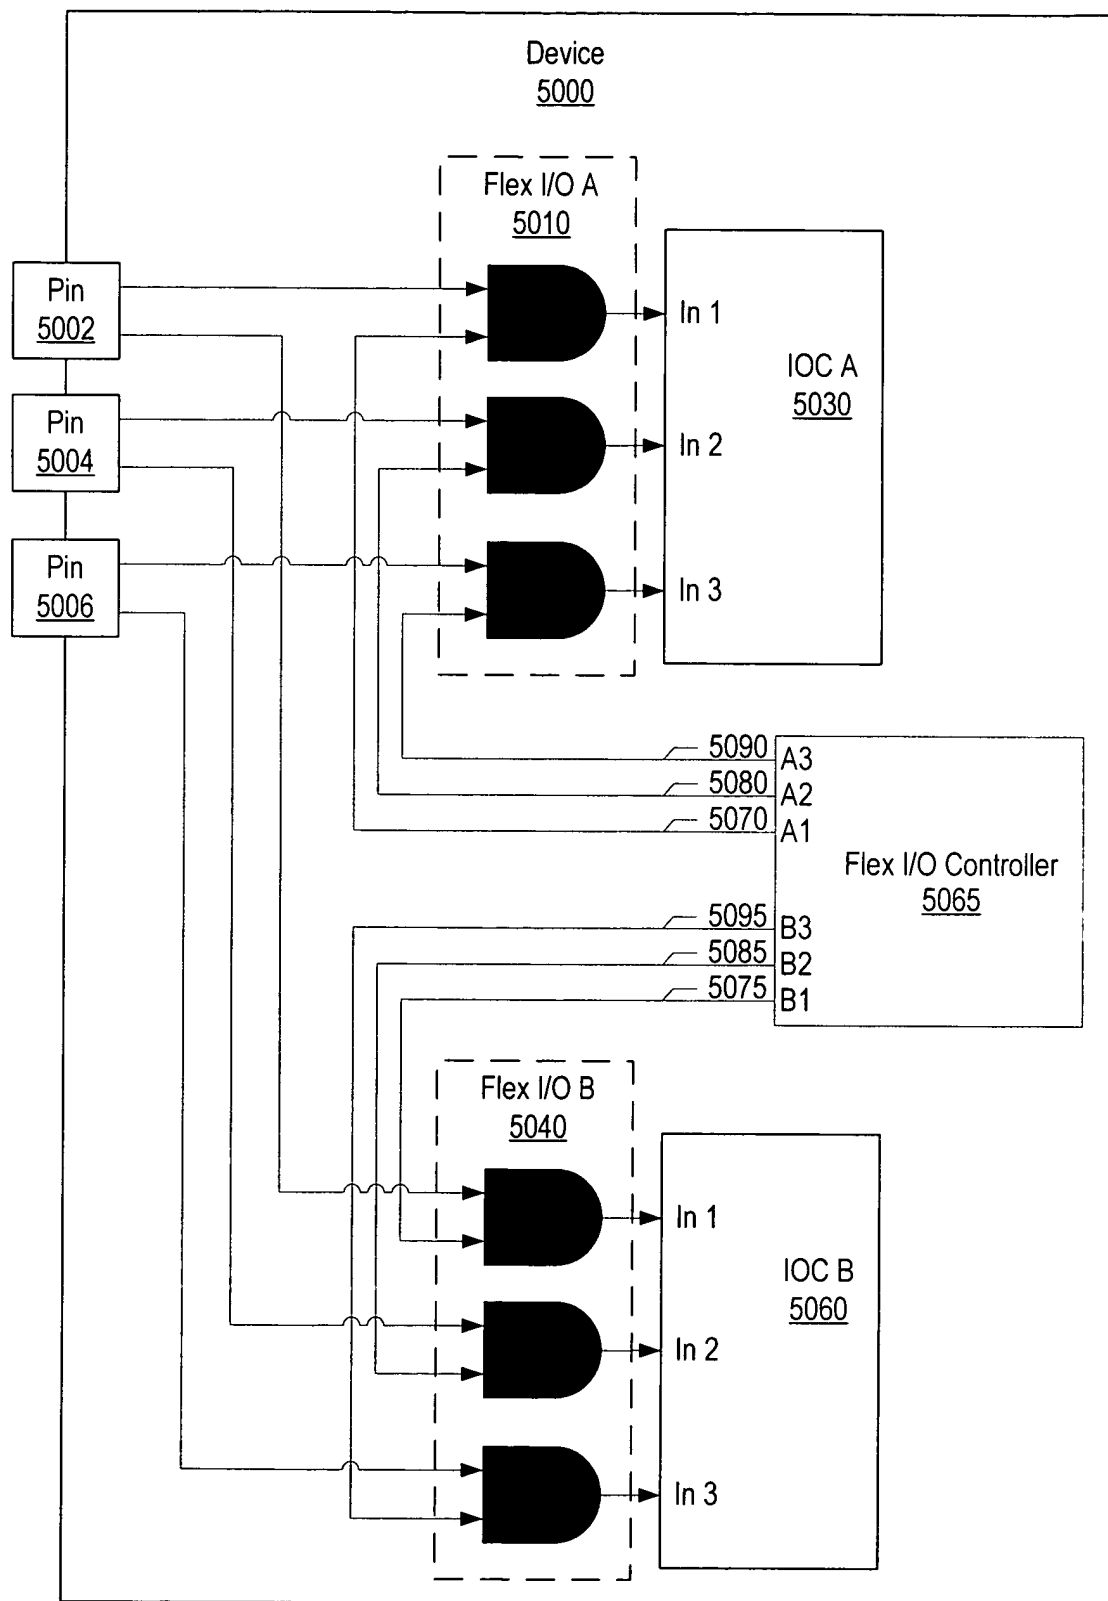 Device
5000
Flex I/O A
5010
Pin
5002
In 1
IOC A
5030
Pin
5004
In 2
Pin
5006
In 3
5090 A3
5080 A2
5070 A1
Flex I/O Controller
5065
5095 B3
5085 B2
5075 B1
Flex I/O B
5040
In 1
IOC B
5060
In 2
In 3